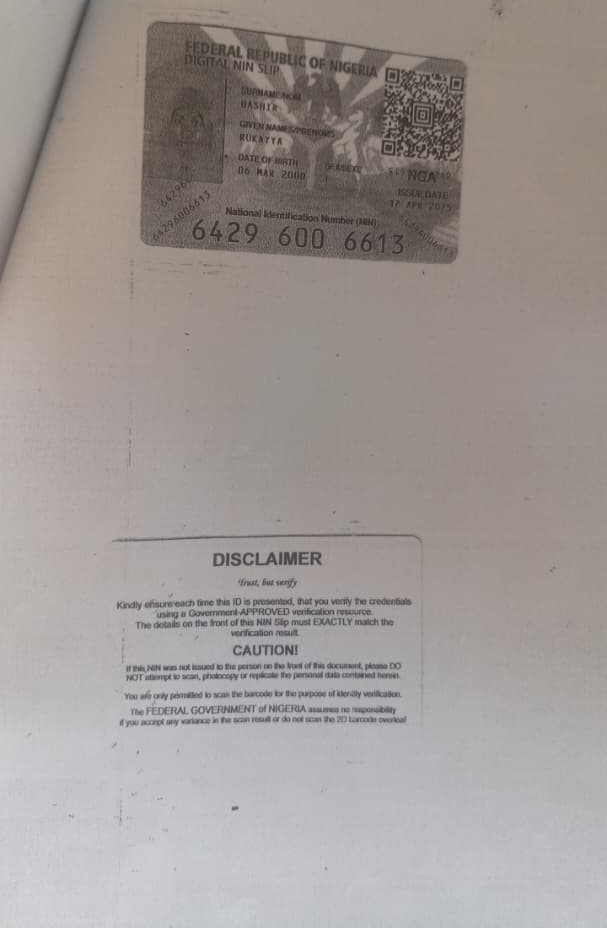 FEDERAL REPUBLIC OF NIGERIA
DIGITAL NIN SLIP
SURNAME/NOM
BASHIR
GIVEN NAMES/PRENOMS
RUKAYYA
DATE OF BIRTH
06 MAR 2000
SEX/SEXE
NGA
ISSUE DATE
12 APR
National Identification Number (NIN)
6429 600 6613
64296006613
64296006613
DISCLAIMER
Trust, but verify
Kindly ensure each time this ID is presented, that you verify the credentials
using a Government-APPROVED verification resource.
The details on the front of this NIN Slip must EXACTLY match the
verification result.
CAUTION!
If this NIN was not issued to the person on the front of this document, please DO
NOT attempt to scan, photocopy or replicate the personal data contained herein.
You are only permitted to scan the barcode for the purpose of identity verification.
The FEDERAL GOVERNMENT of NIGERIA assumes no responsibility
if you accept any variance in the scan result or do not scan the 2D barcode overleaf